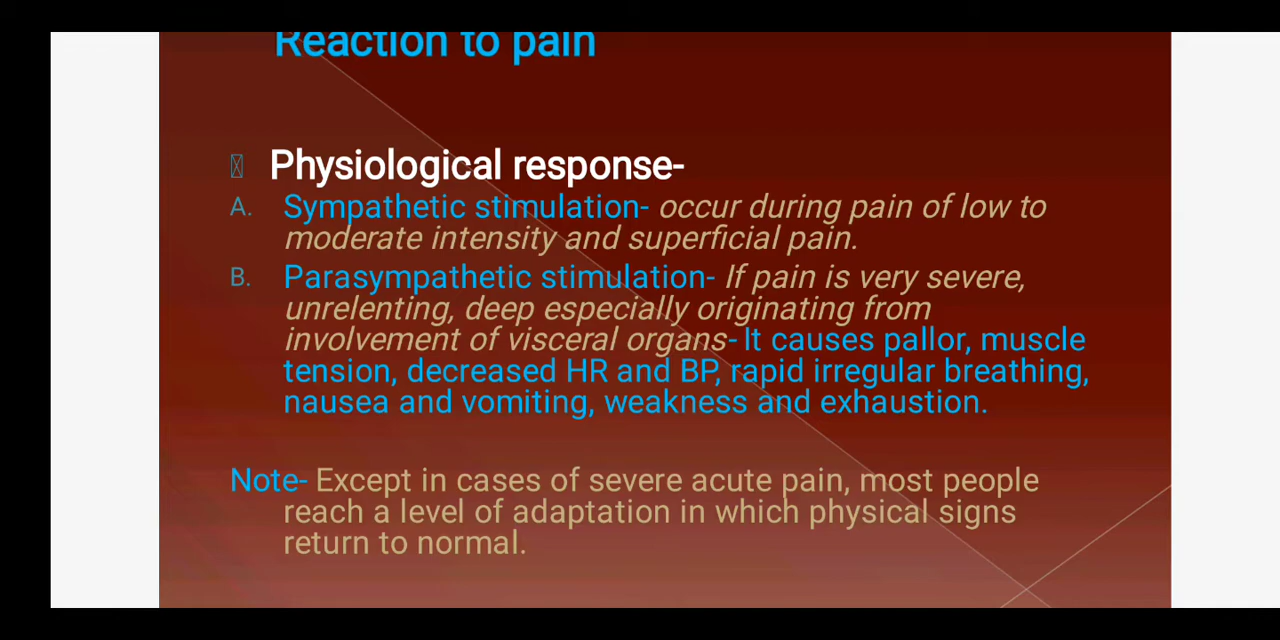 Reaction to pain
Physiological response-
A. Sympathetic stimulation- occur during pain of low to
moderate intensity and superficial pain.
B. Parasympathetic stimulation- If pain is very severe,
unrelenting, deep especially originating from
involvement of visceral organs- It causes pallor, muscle
tension, decreased HR and BP, rapid irregular breathing,
nausea and vomiting, weakness and exhaustion.
Note- Except in cases of severe acute pain, most people
reach a level of adaptation in which physical signs
return to normal.